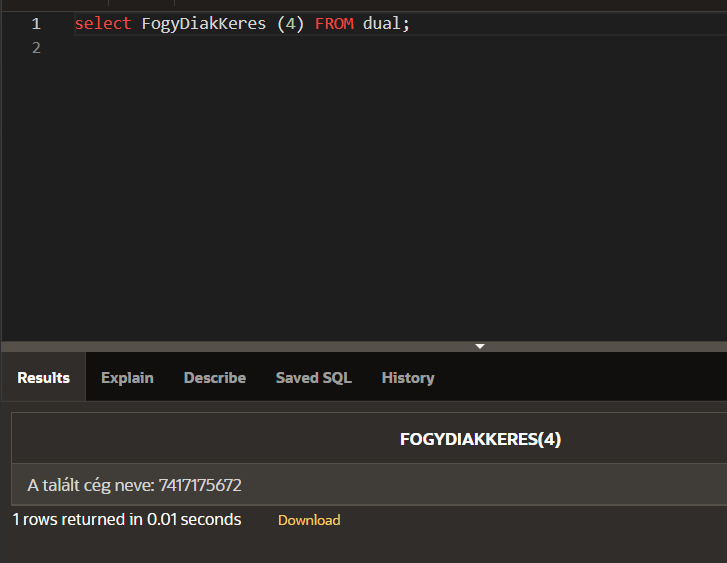 1 select FogyDiakKeres (4) FROM dual;
2
Results Explain Describe Saved SQL History
FOGYDIAKKERES(4)
A talált cég neve: 7417175672
1 rows returned in 0.01 seconds Download